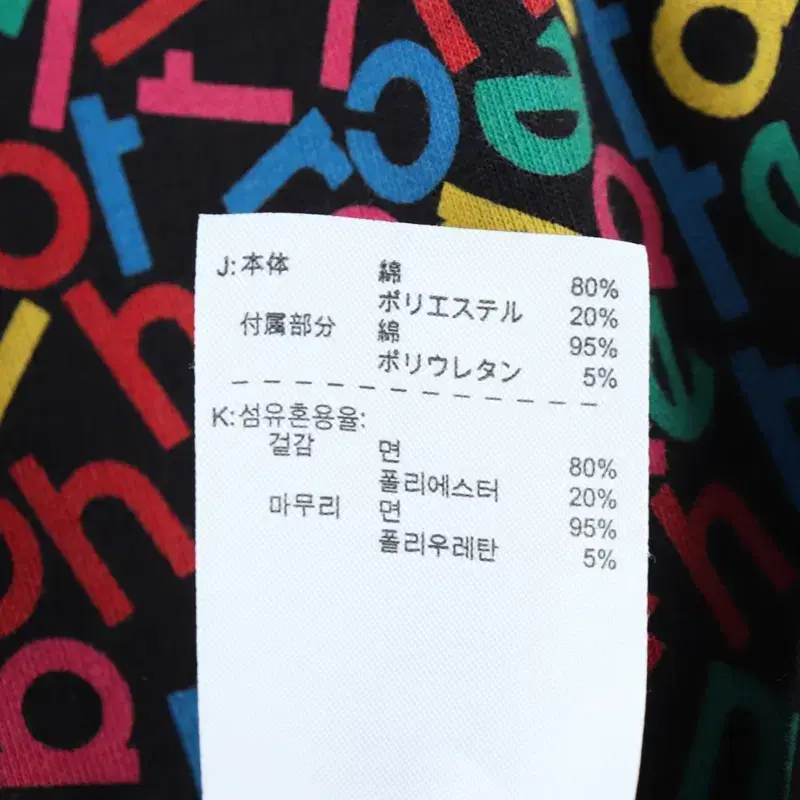 J:本体 綿 80%
ポリエステル 20%
付属部分 綿 95%
ポリウレタン 5%
K:섬유혼용율:
겉감 면 80%
폴리에스터 20%
마무리 면 95%
폴리우레탄 5%